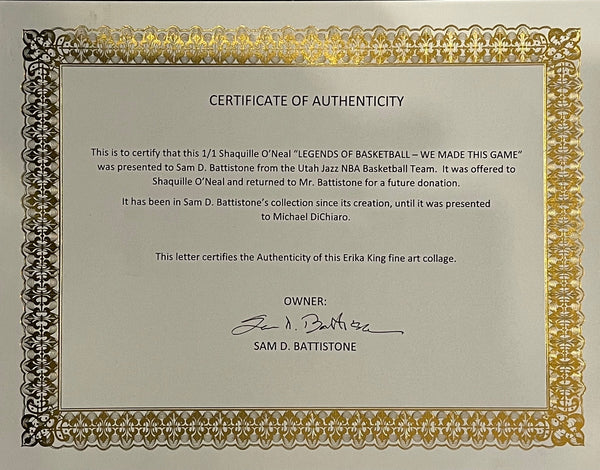 CERTIFICATE OF AUTHENTICITY
This is to certify that this 1/1 Shaquille O’Neal “LEGENDS OF BASKETBALL – WE MADE THIS GAME”
was presented to Sam D. Battistone from the Utah Jazz NBA Basketball Team.  It was offered to
Shaquille O’Neal and returned to Mr. Battistone for a future donation.
It has been in Sam D. Battistone’s collection since its creation, until it was presented
to Michael DiChiaro.
This letter certifies the Authenticity of this Erika King fine art collage.
OWNER:
Sam D. Battistone
SAM D. BATTISTONE